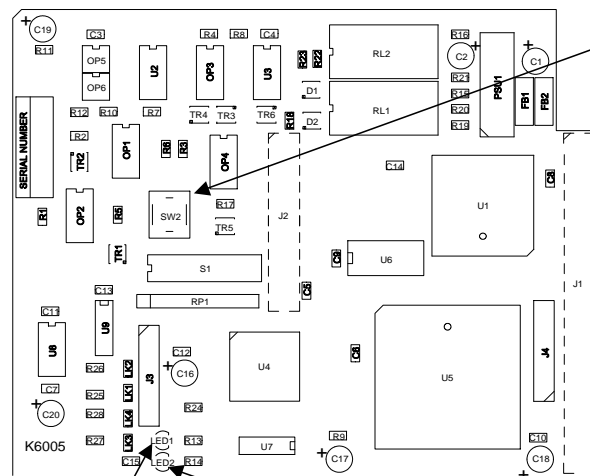 C19
C3
R4
R8
C4
R16
R11
OP5
OP6
U2
OP3
U3
R23
R22
RL2
C2
C1
R21
PSU1
FB1
FB2
D1
RL1
R20
R19
R12
R10
R7
TR4
TR3
TR6
R18
D2
SERIAL NUMBER
R2
TR2
OP1
R6
R3
OP4
C14
C8
R1
OP2
R5
SW2
R17
TR5
J2
U1
TR1
S1
C9
U6
J1
C13
RP1
C5
C11
U8
U9
J3
C12
C16
U4
C6
U5
J4
R26
LK2
C7
R25
LK1
C20
R28
LK4
R24
K6005
R27
LK3
LED1
R13
U7
R9
C10
C15
LED2
R14
C17
C18